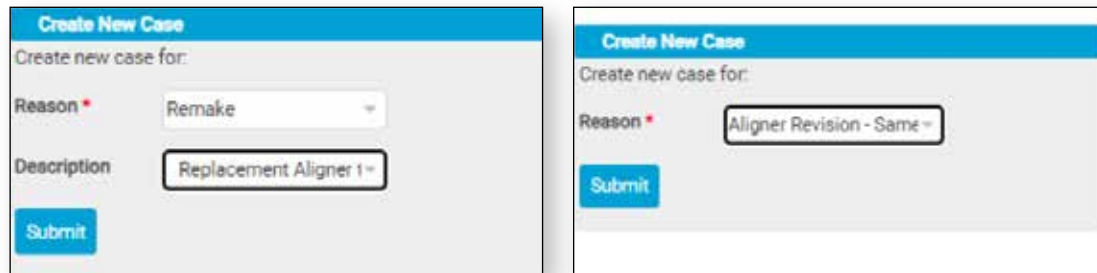 Create New Case
Create new case for:
Reason *
Remake
Description
Replacement Aligner
Submit
Create New Case
Create new case for:
Reason *
Aligner Revision - Same
Submit